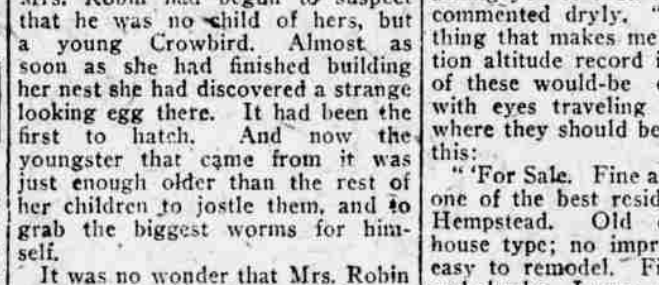 Mrs. Robin had begun to suspect
that he was no child of hers, but
a young Crowbird. Almost as
soon as she had finished building
her nest she had discovered a strange
looking egg there. It had been the
first to hatch. And now the
youngster that came from it was
just enough older than the rest of
her children to jostle them, and to
grab the biggest worms for him-
self.
It was no wonder that Mrs. Robin
commented dryly. "
thing that makes me
tion altitude record i
of these would-be
with eyes traveling
where they should be
this:
"'For Sale. Fine a
one of the best resid
Hempstead. Old
house type; no impr
easy to remodel. Fi